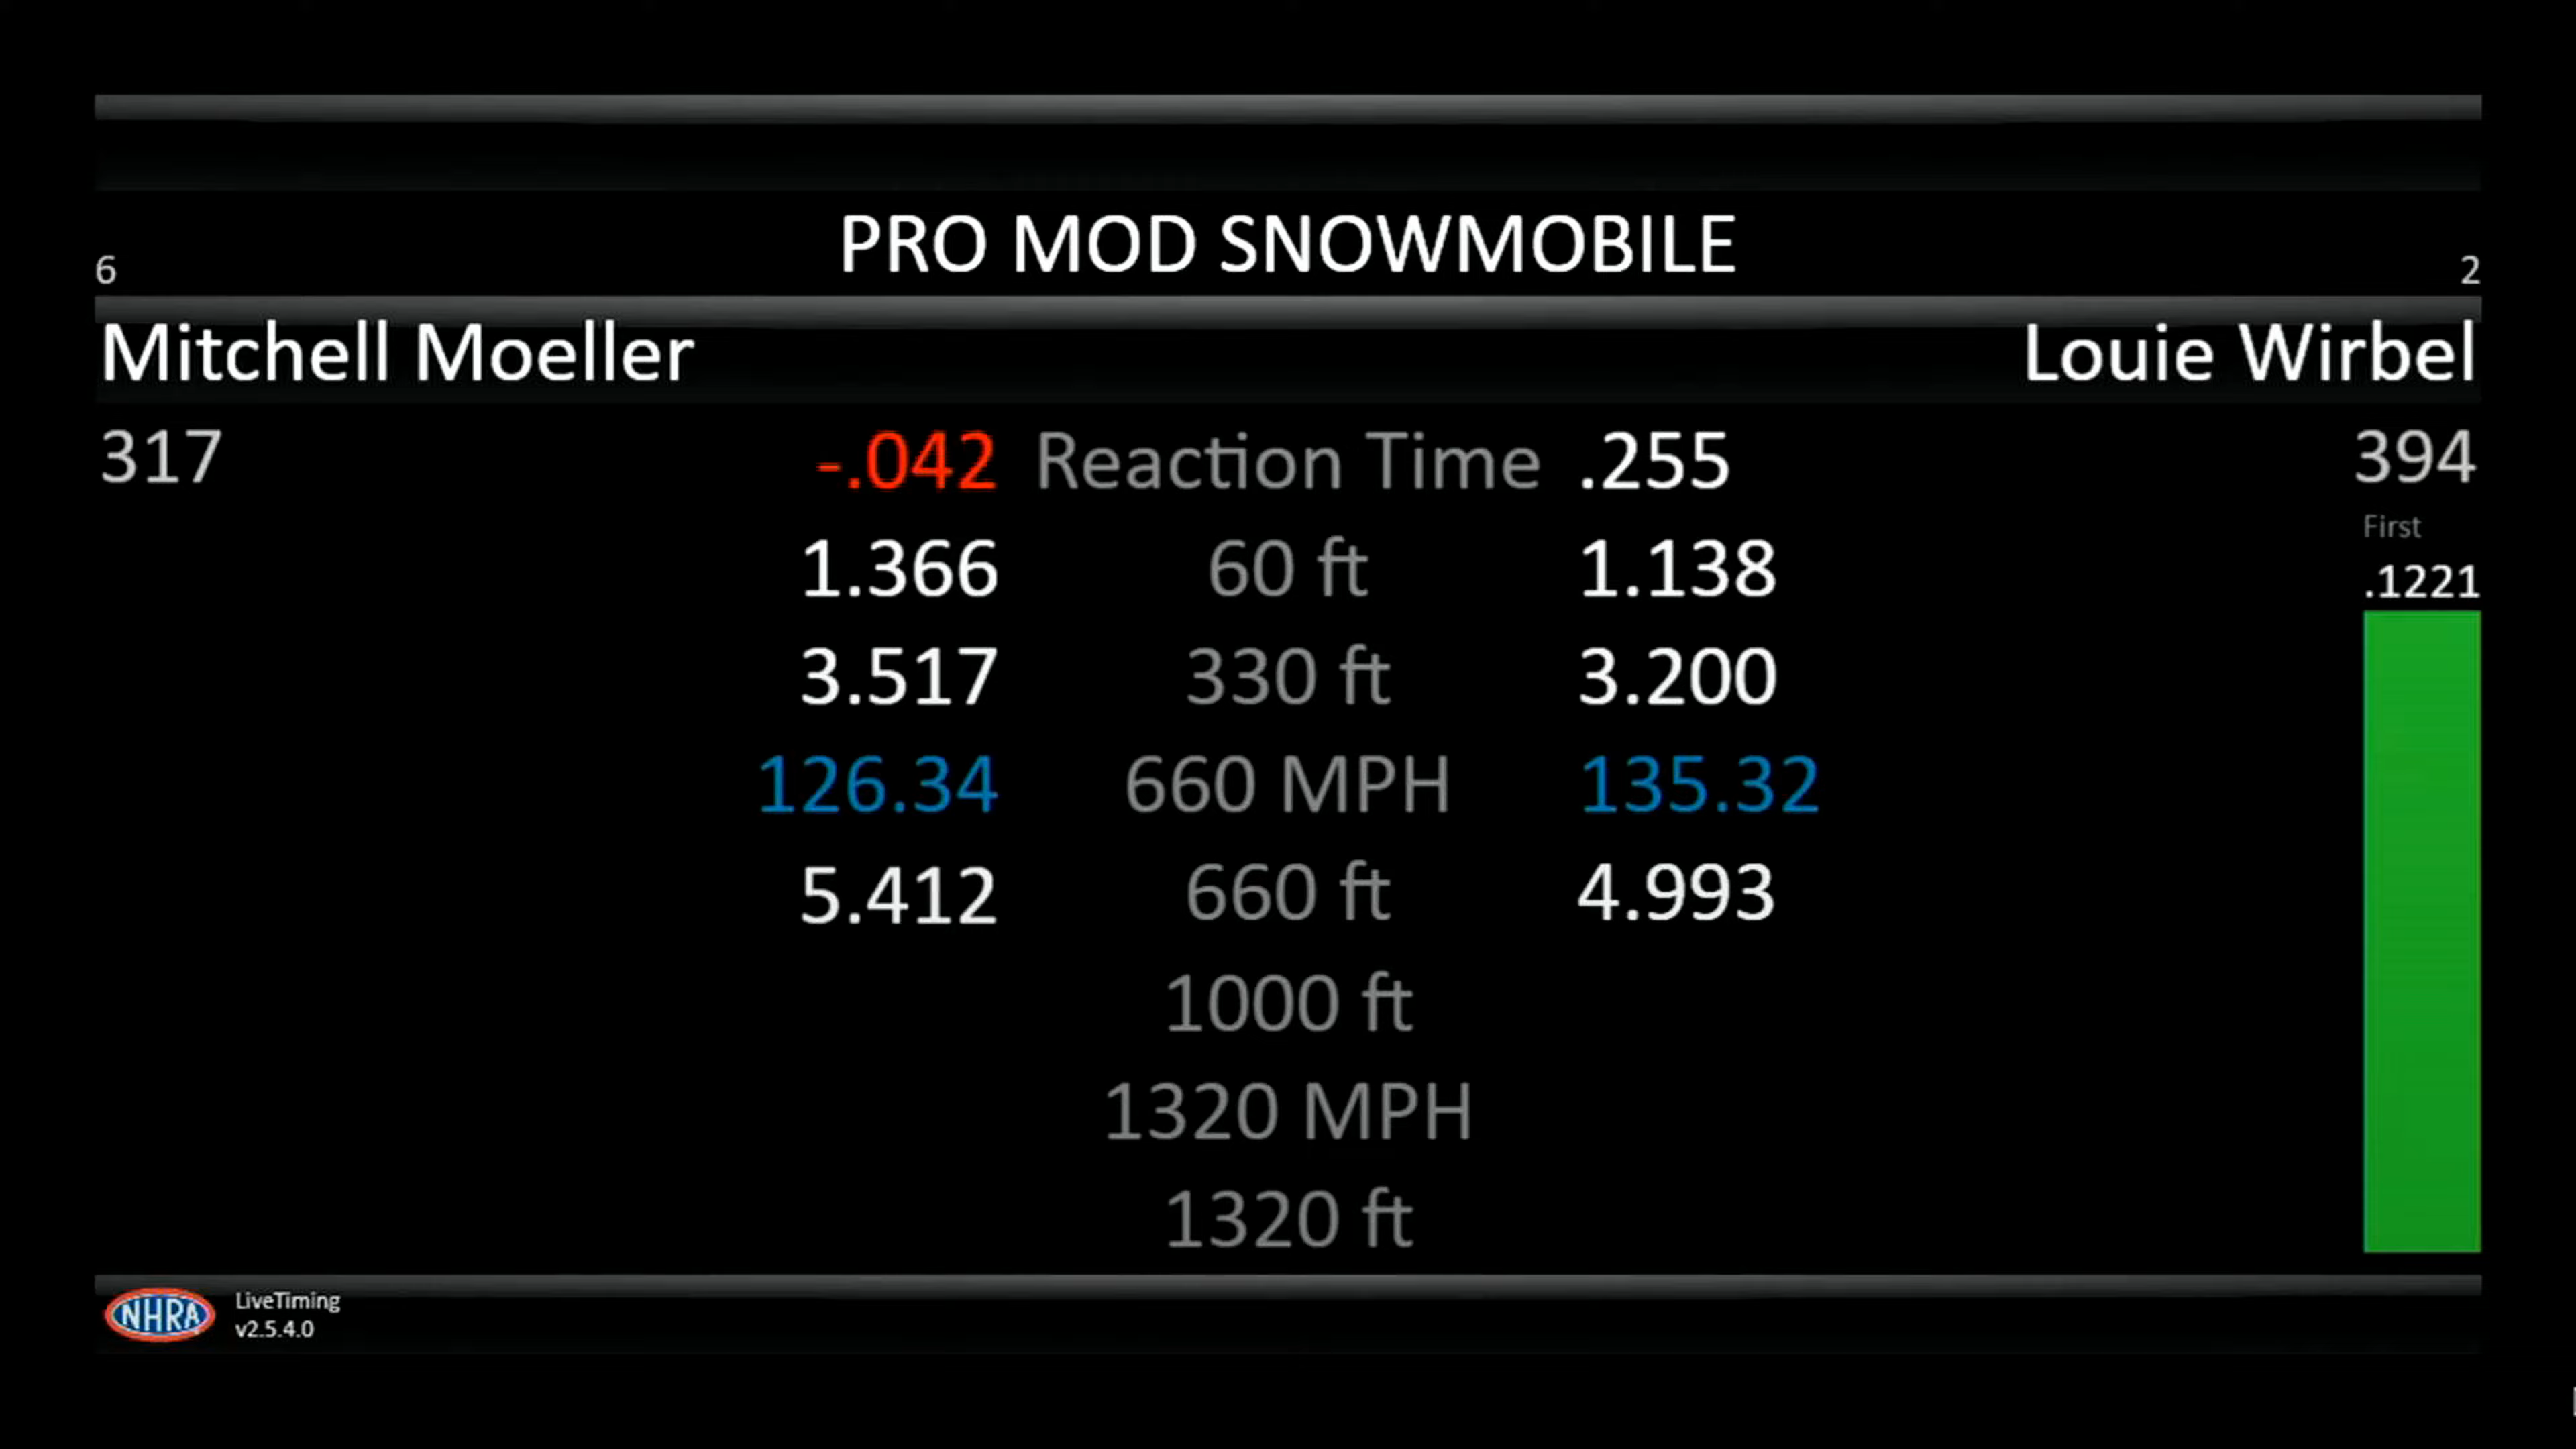 PRO MOD SNOWMOBILE
6 2
Mitchell Moeller Louie Wirbel
317 -.042 Reaction Time .255 394
First
1.366 60 ft 1.138 .1221
3.517 330 ft 3.200
126.34 660 MPH 135.32
5.412 660 ft 4.993
1000 ft
1320 MPH
1320 ft
NHRA LiveTiming
v2.5.4.0